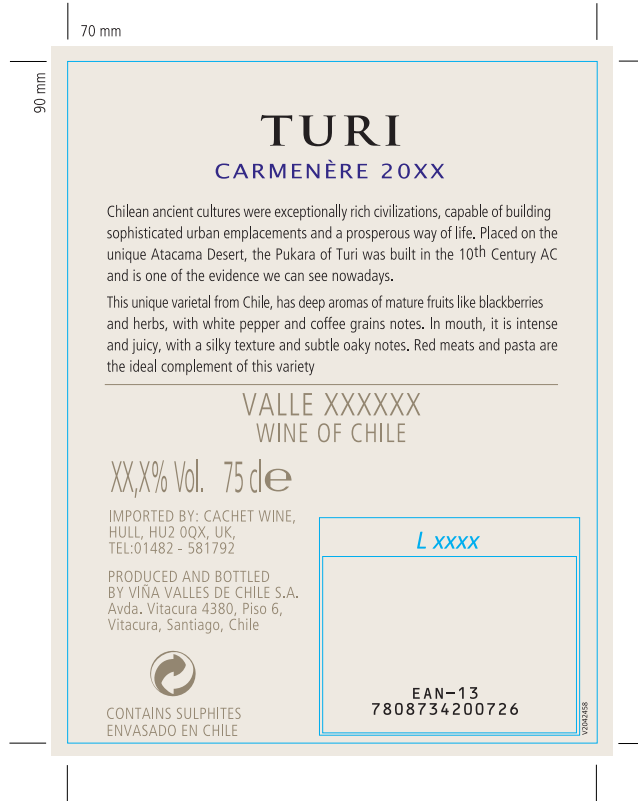 70 mm
90 mm
TURI
CARMENÈRE 20XX
Chilean ancient cultures were exceptionally rich civilizations, capable of building
sophisticated urban emplacements and a prosperous way of life. Placed on the
unique Atacama Desert, the Pukara of Turi was built in the 10th Century AC
and is one of the evidence we can see nowadays.
This unique varietal from Chile, has deep aromas of mature fruits like blackberries
and herbs, with white pepper and coffee grains notes. In mouth, it is intense
and juicy, with a silky texture and subtle oaky notes. Red meats and pasta are
the ideal complement of this variety
VALLE XXXXXX
WINE OF CHILE
XX,X% Vol. 75 cl℮
IMPORTED BY: CACHET WINE,
HULL, HU2 0QX, UK,
TEL:01482 - 581792
PRODUCED AND BOTTLED
BY VIÑA VALLES DE CHILE S.A.
Avda. Vitacura 4380, Piso 6,
Vitacura, Santiago, Chile
CONTAINS SULPHITES
ENVASADO EN CHILE
L xxxx
EAN-13
7808734200726
V2042458